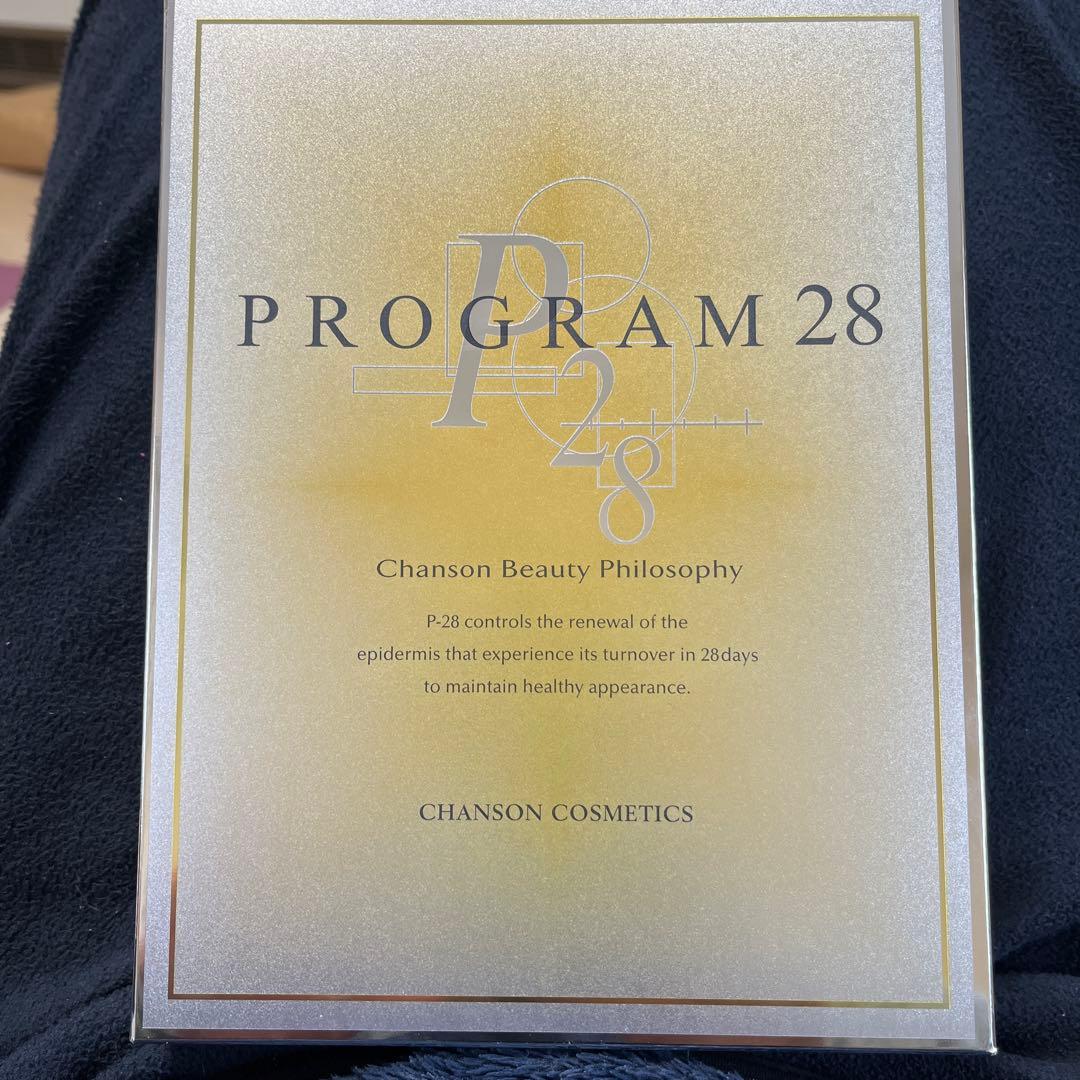 PROGRAM 28
P28
Chanson Beauty Philosophy
P-28 controls the renewal of the
epidermis that experience its turnover in 28days
to maintain healthy appearance.
CHANSON COSMETICS